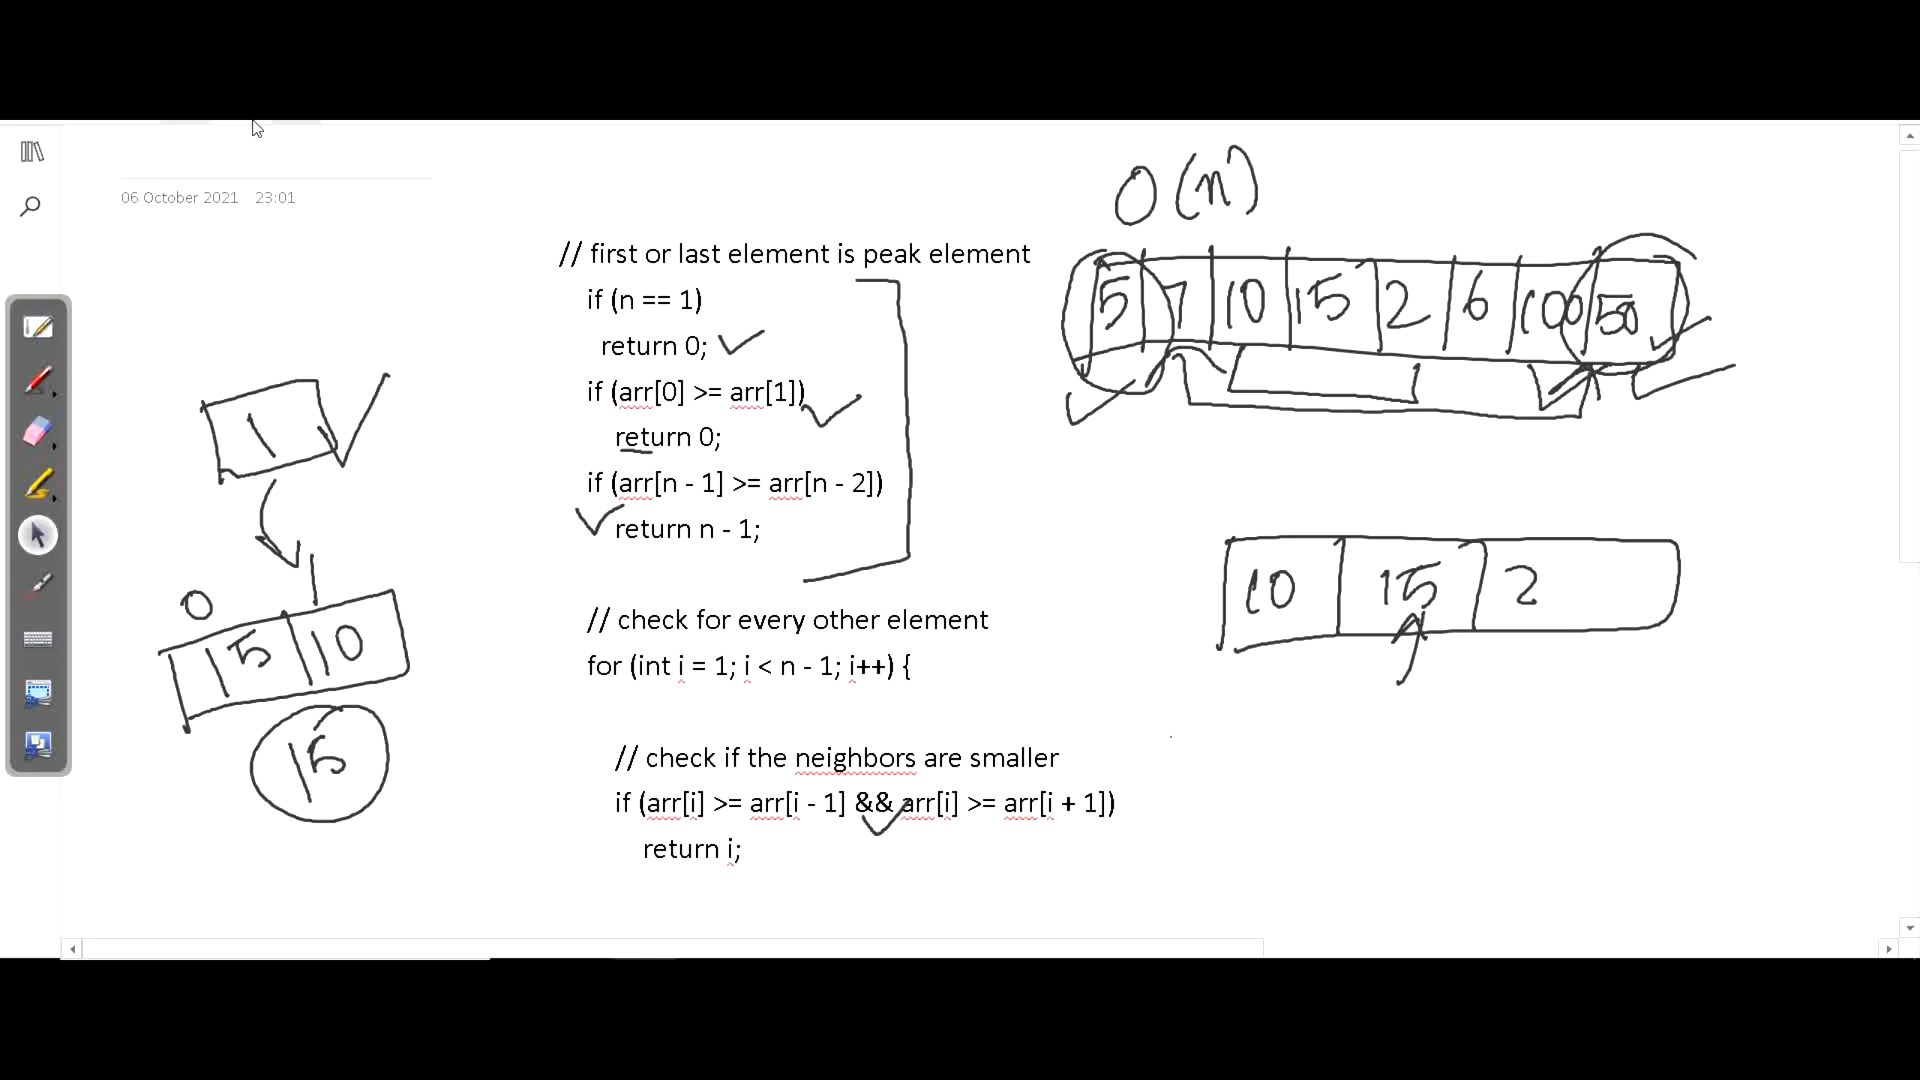 06 October 2021 23:01
O(n)
// first or last element is peak element
if (n == 1)
return 0;
if (arr[0] >= arr[1])
return 0;
if (arr[n - 1] >= arr[n - 2])
return n - 1;
// check for every other element
for (int i = 1; i < n - 1; i++) {
// check if the neighbors are smaller
if (arr[i] >= arr[i - 1] && arr[i] >= arr[i + 1])
return i;
5 7 10 15 2 6 100 50
10 15 2
1
0 1
15 10
15